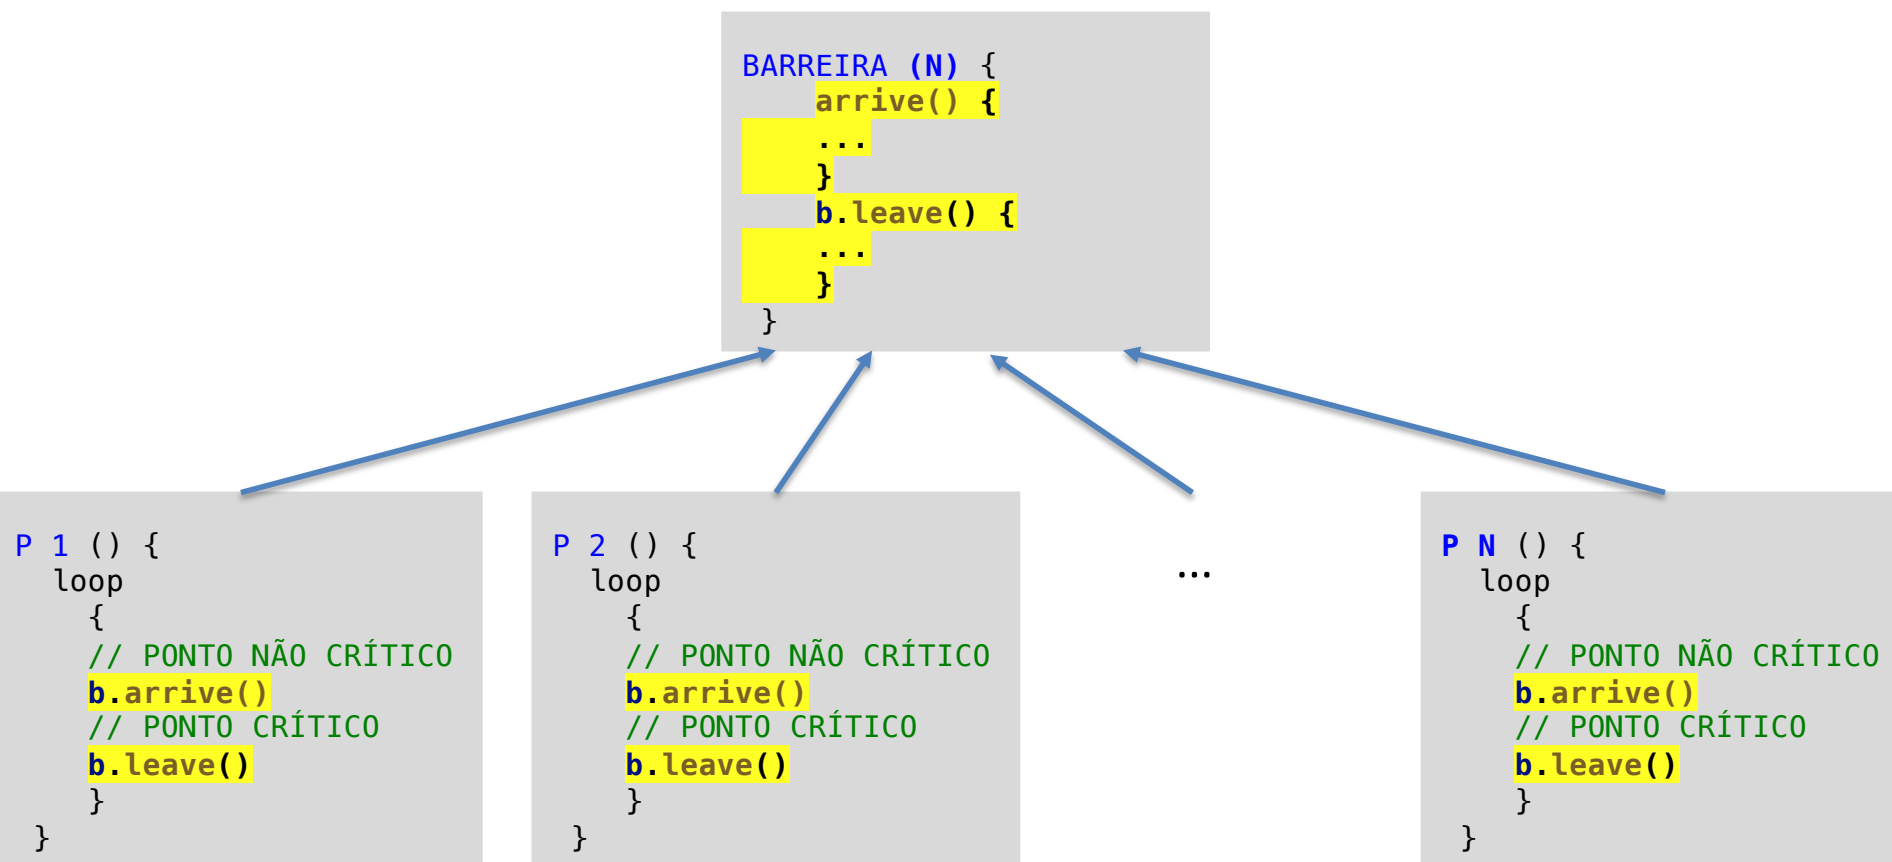 BARREIRA (N) {
arrive() {
...
}
b.leave() {
...
}
}
P 1 () {
loop
{
// PONTO NÃO CRÍTICO
b.arrive()
// PONTO CRÍTICO
b.leave()
}
}
P 2 () {
loop
{
// PONTO NÃO CRÍTICO
b.arrive()
// PONTO CRÍTICO
b.leave()
}
}
...
P N () {
loop
{
// PONTO NÃO CRÍTICO
b.arrive()
// PONTO CRÍTICO
b.leave()
}
}